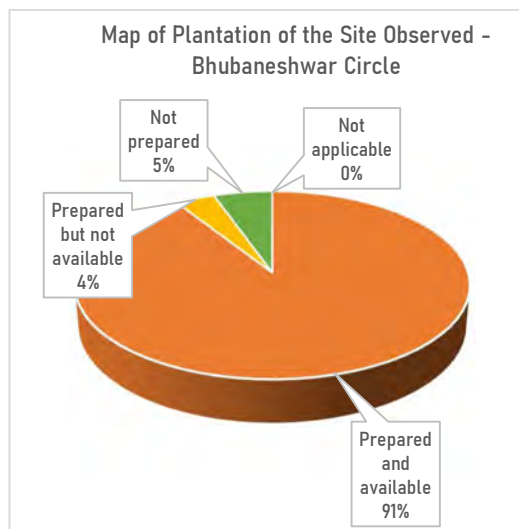 Map of Plantation of the Site Observed -
Bhubaneshwar Circle
Not
prepared
5%
Not
applicable
0%
Prepared
but not
available
4%
Prepared
and
available
91%